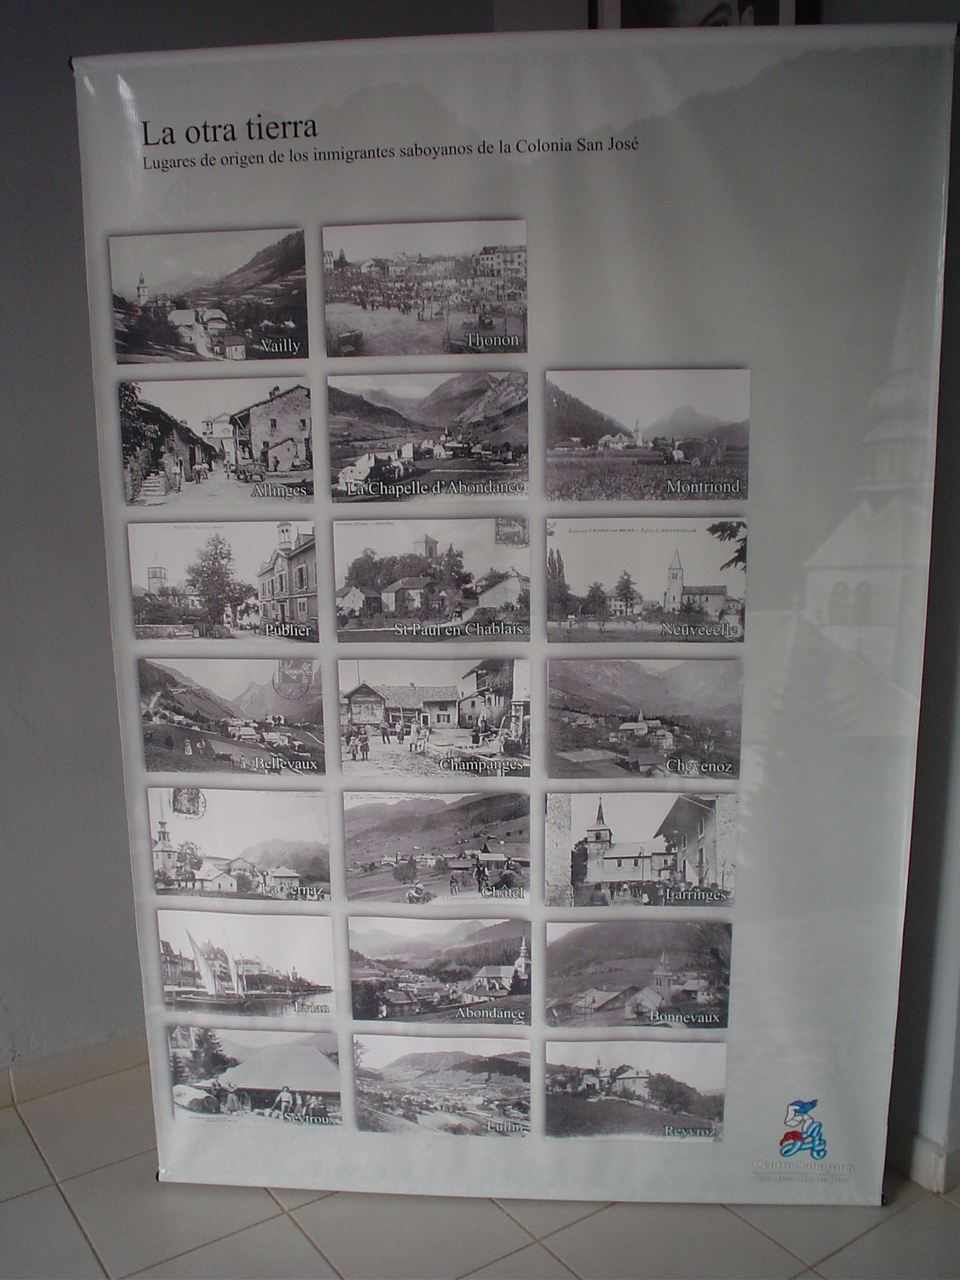 La otra tierra
Lugares de origen de los inmigrantes saboyanos de la Colonia San José
Vailly
Thonon
Allinges
La Chapelle d' Abondance
Montriond
Publier
St Paul en Chablais
Neuvecelle
Bellevaux
Champanges
Chevenoz
La Vernaz
Châtel
Larringes
Evian
Abondance
Bonnevaux
Seytroux
Lullin
Reyvroz
Centro Saboyano